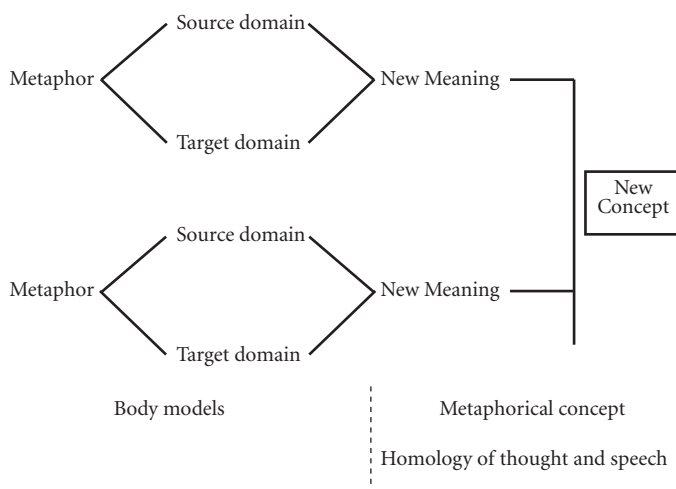 Source domain
Metaphor
New Meaning
Target domain
New
Concept
Source domain
Metaphor
New Meaning
Target domain
Body models
Metaphorical concept
Homology of thought and speech